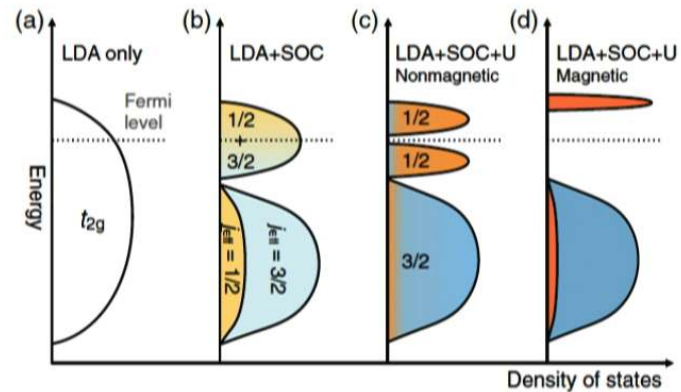 (a)
LDA only
Fermi
level
t2g
Energy
(b)
LDA+SOC
1/2
+
3/2
jeff = 1/2
jeff = 3/2
(c)
LDA+SOC+U
Nonmagnetic
1/2
1/2
3/2
(d)
LDA+SOC+U
Magnetic
Density of states